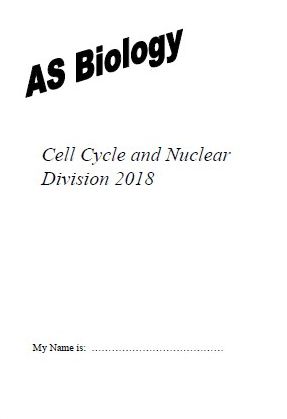 AS Biology
Cell Cycle and Nuclear
Division 2018
My Name is: …………………………………